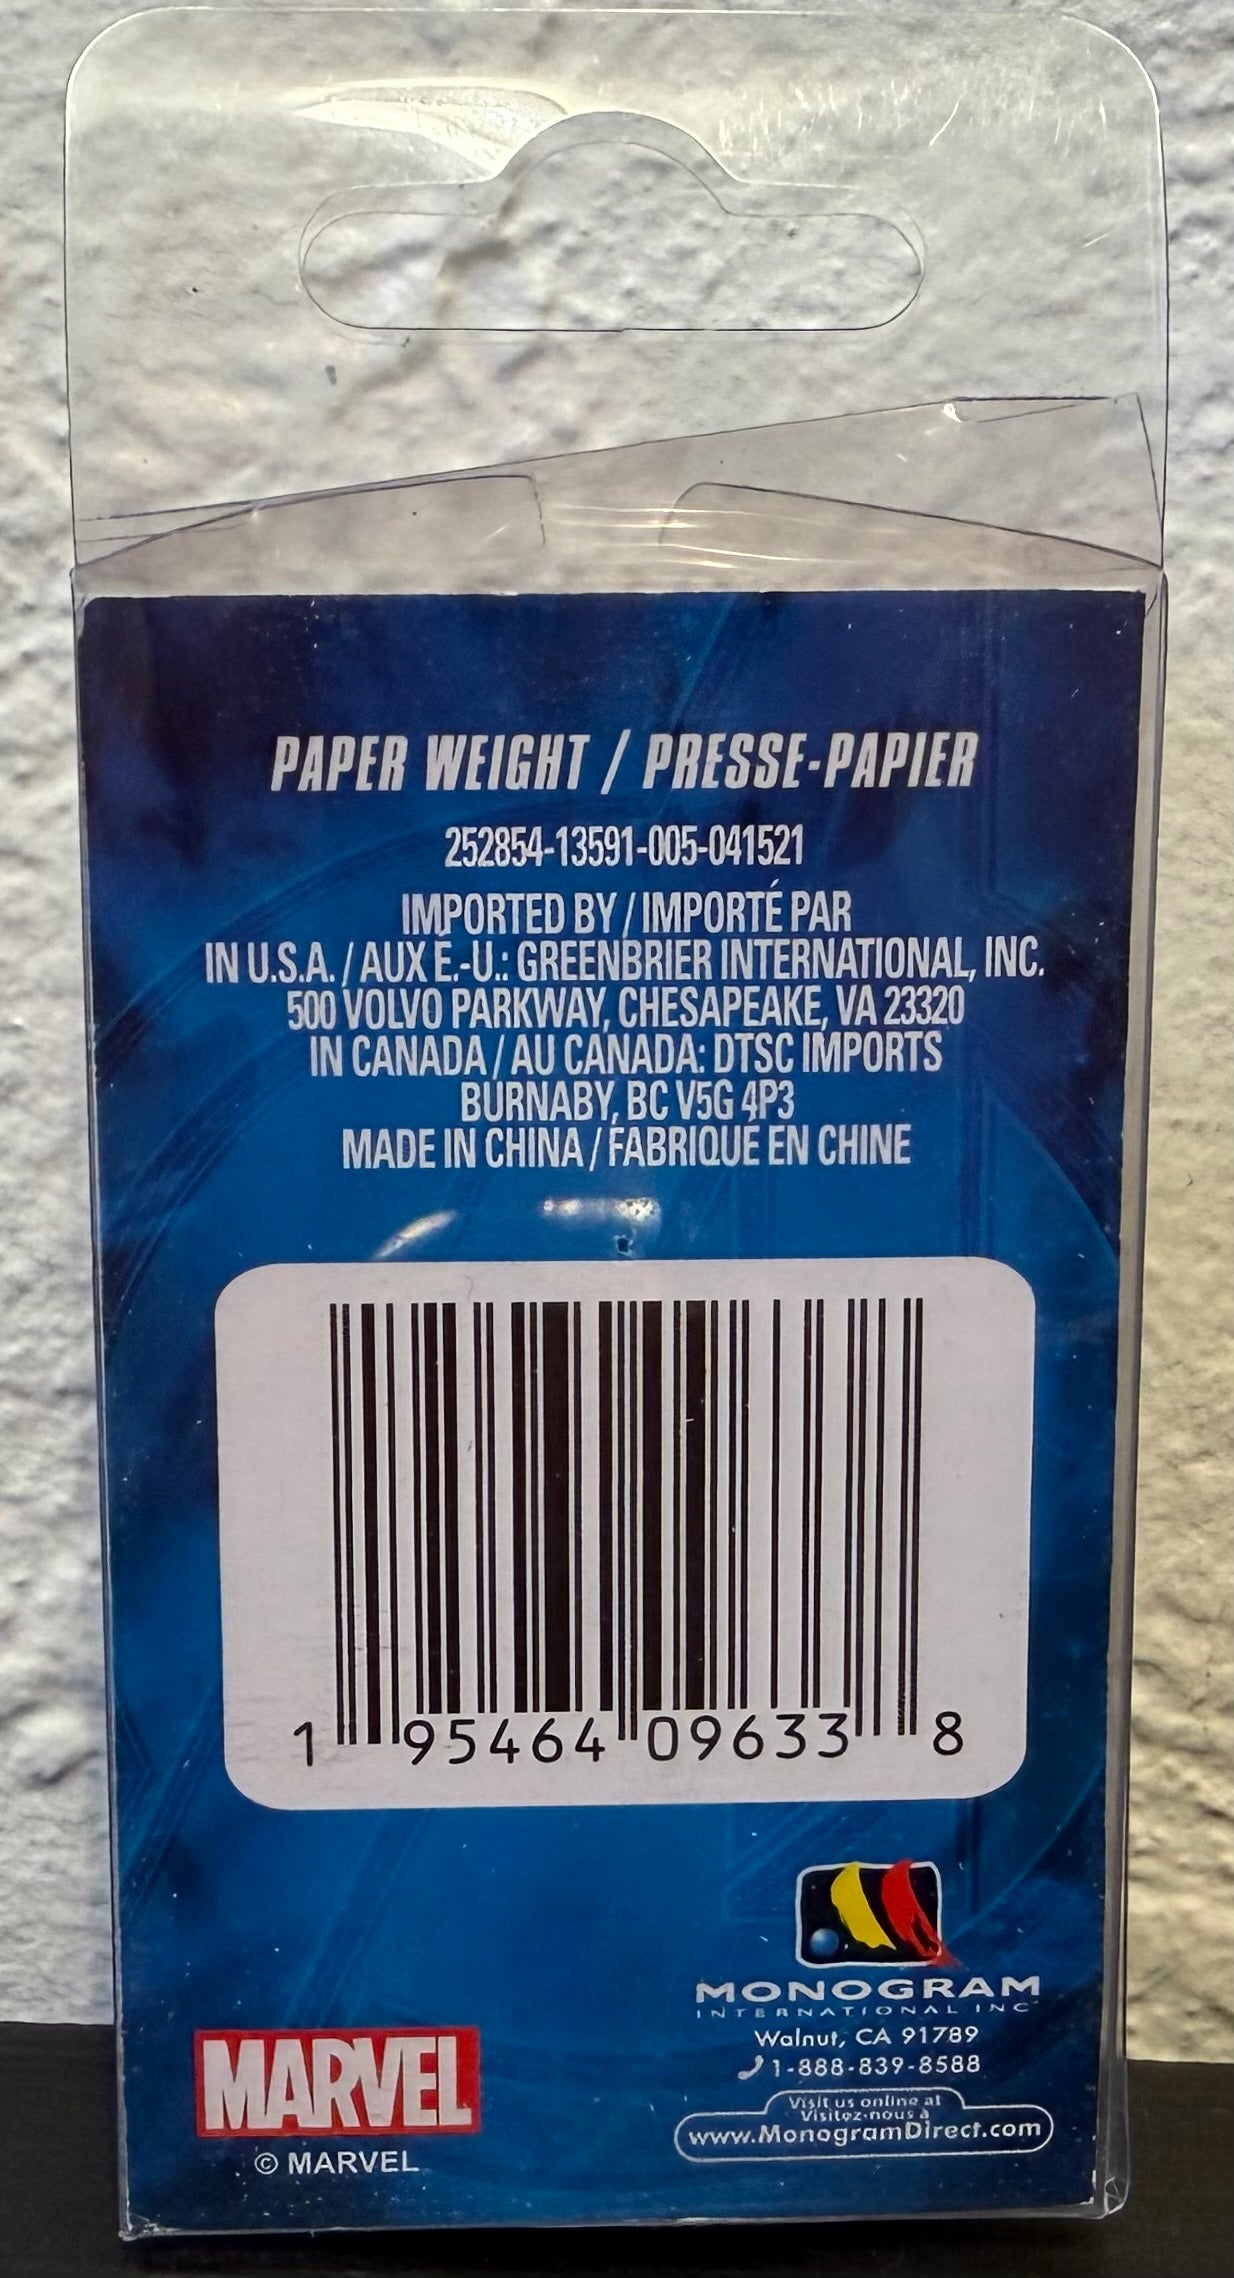 PAPER WEIGHT / PRESSE-PAPIER
252854-13591-005-041521
IMPORTED BY / IMPORTÉ PAR
IN U.S.A. / AUX É.-U.: GREENBRIER INTERNATIONAL, INC.
500 VOLVO PARKWAY, CHESAPEAKE, VA 23320
IN CANADA / AU CANADA: DTSC IMPORTS
BURNABY, BC V5G 4P3
MADE IN CHINA / FABRIQUÉ EN CHINE
1 95464 09633 8
MONOGRAM
INTERNATIONAL INC
Walnut, CA 91789
1-888-839-8588
Visit us online at
Visitez-nous à
www.MonogramDirect.com
MARVEL
© MARVEL